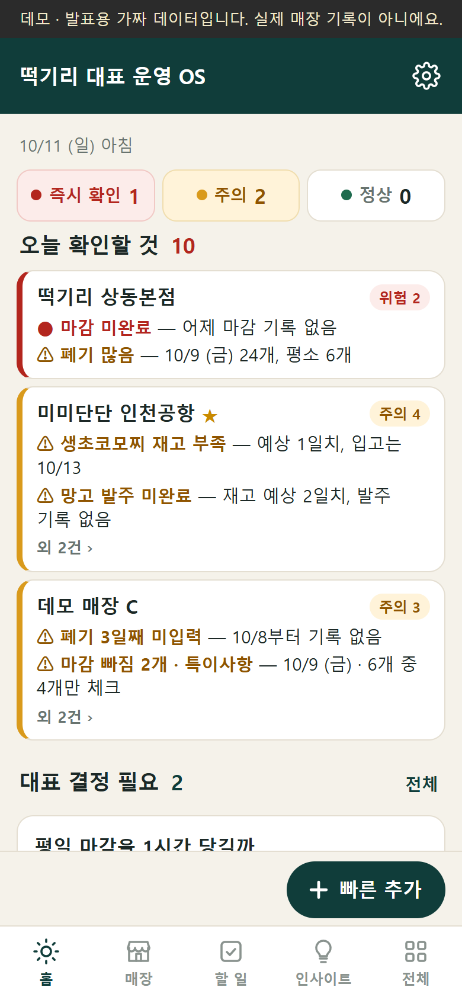 데모 · 발표용 가짜 데이터입니다. 실제 매장 기록이 아니에요.
떡기리 대표 운영 OS
10/11 (일) 아침
즉시 확인 1
주의 2
정상 0
오늘 확인할 것 10
떡기리 상동본점
위험 2
마감 미완료 — 어제 마감 기록 없음
폐기 많음 — 10/9 (금) 24개, 평소 6개
미미단단 인천공항 ★
주의 4
생초코모찌 재고 부족 — 예상 1일치, 입고는
10/13
망고 발주 미완료 — 재고 예상 2일치, 발주
기록 없음
외 2건 ›
데모 매장 C
주의 3
폐기 3일째 미입력 — 10/8부터 기록 없음
마감 빠짐 2개 · 특이사항 — 10/9 (금) · 6개 중
4개만 체크
외 2건 ›
대표 결정 필요 2
전체
평일 마감을 1시간 당길까
+ 빠른 추가
홈
매장
할 일
인사이트
전체